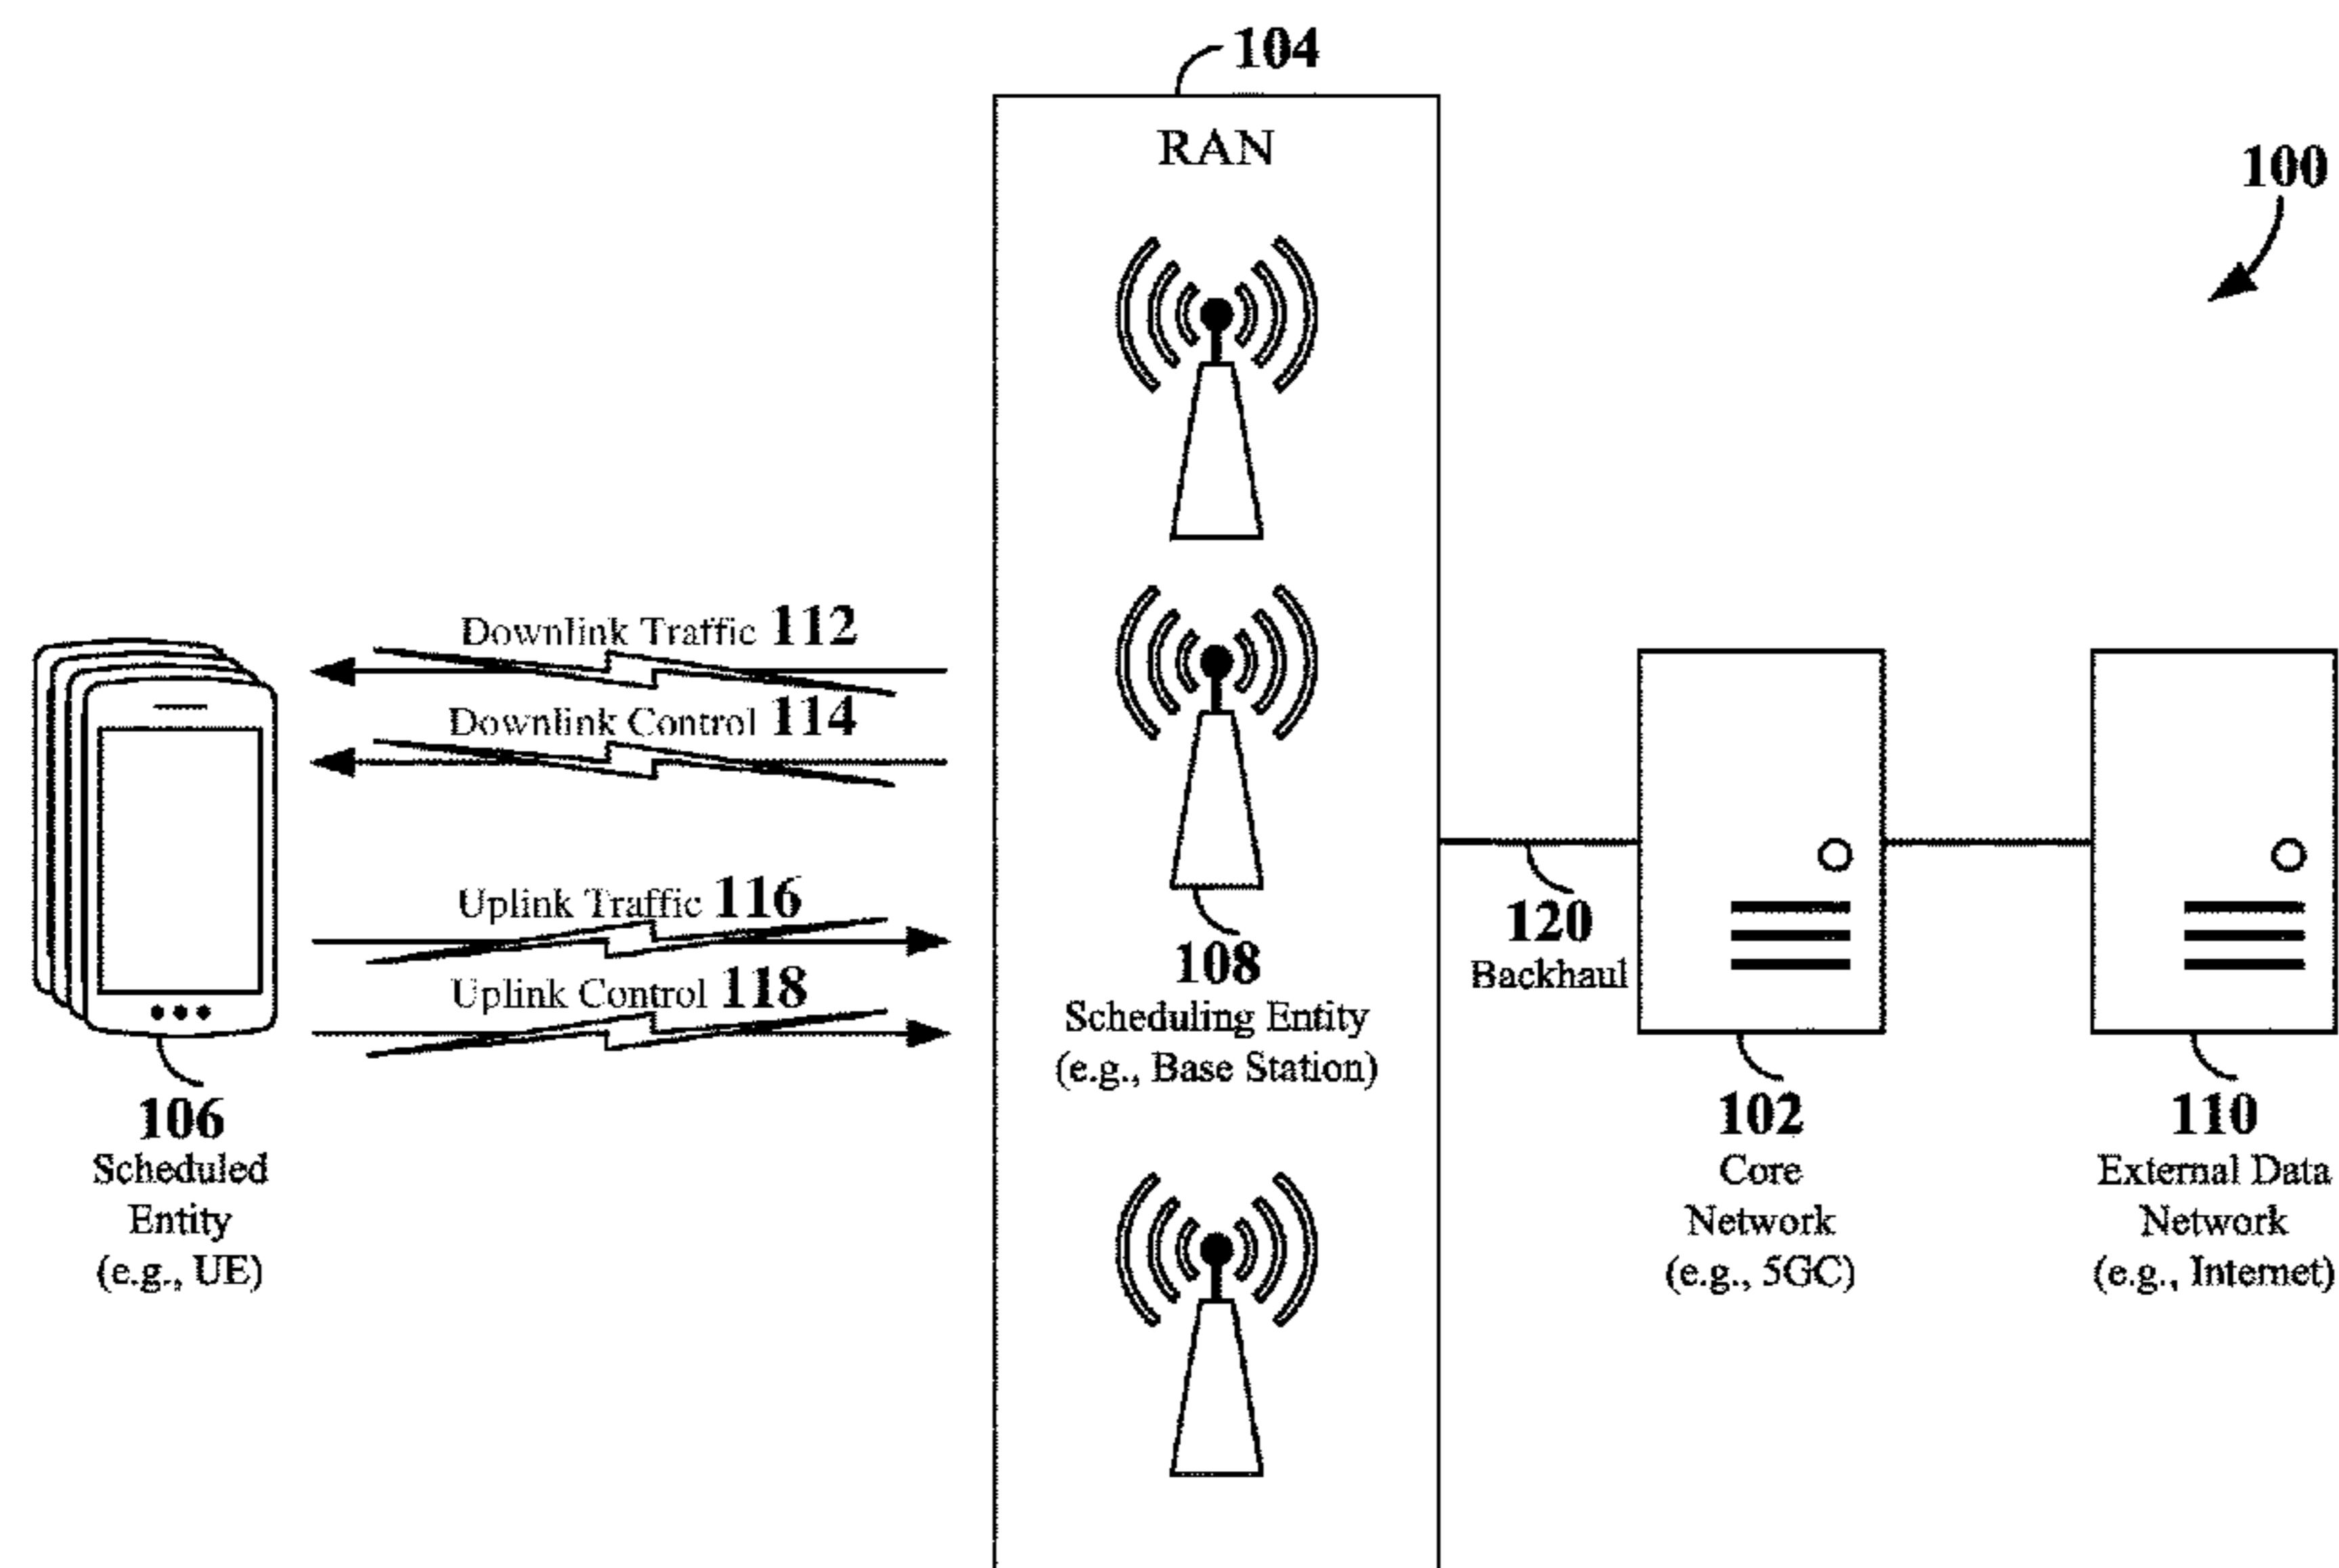 104
RAN
100
Downlink Traffic 112
Downlink Control 114
Uplink Traffic 116
Uplink Control 118
106
Scheduled
Entity
(e.g., UE)
108
Scheduling Entity
(e.g., Base Station)
120
Backhaul
102
Core
Network
(e.g., 5GC)
110
External Data
Network
(e.g., Internet)